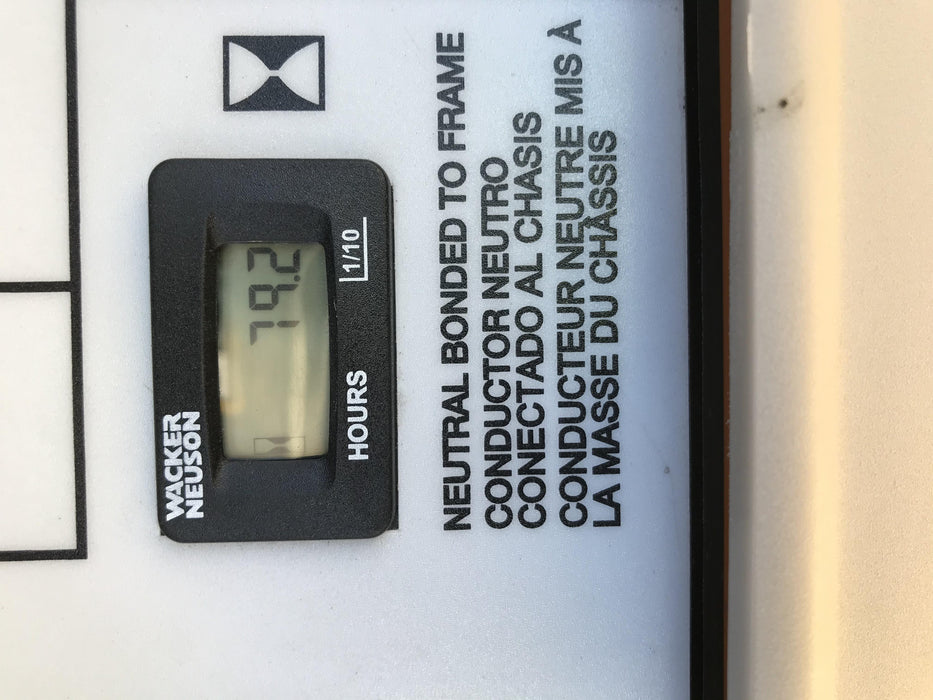 WACKER
NEUSON
79.2
HOURS 1/10
NEUTRAL BONDED TO FRAME
CONDUCTOR NEUTRO
CONECTADO AL CHASIS
CONDUCTEUR NEUTRE MIS À
LA MASSE DU CHÂSSIS